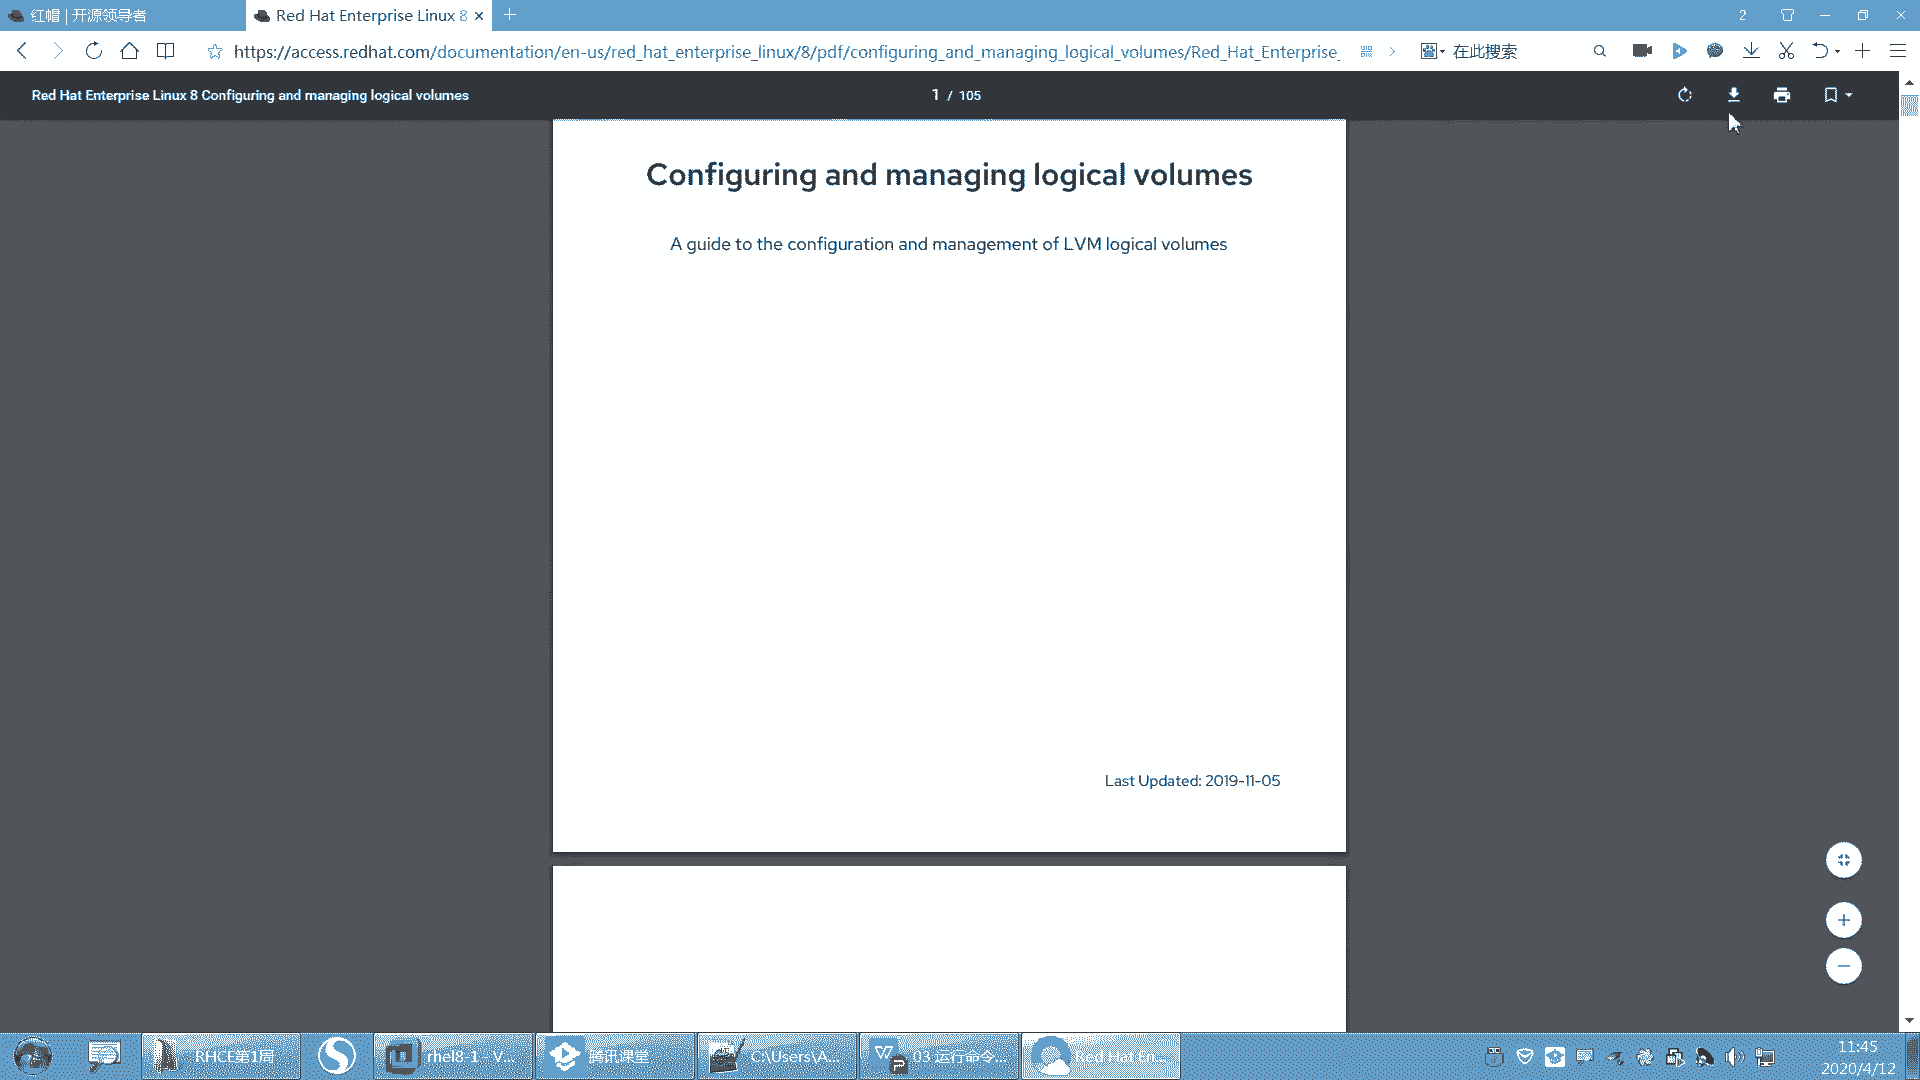 红帽 | 开源领导者
Red Hat Enterprise Linux 8
2
https://access.redhat.com/documentation/en-us/red_hat_enterprise_linux/8/pdf/configuring_and_managing_logical_volumes/Red_Hat_Enterprise_
在此搜索
Red Hat Enterprise Linux 8 Configuring and managing logical volumes
1 / 105
Configuring and managing logical volumes
A guide to the configuration and management of LVM logical volumes
Last Updated: 2019-11-05
RHCE第1周
rhel8-1 - V...
腾讯课堂
C:\Users\A...
03 运行命令...
Red Hat En...
11:45
2020/4/12